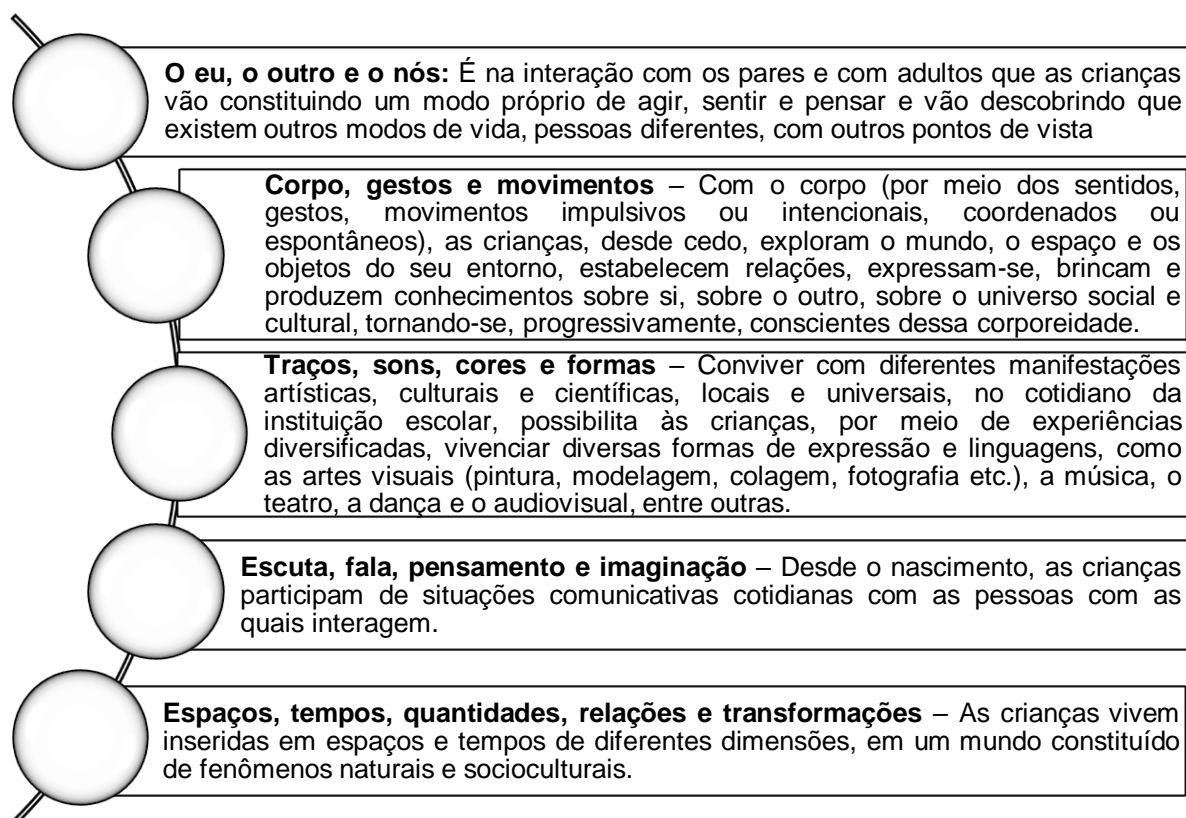 O eu, o outro e o nós: É na interação com os pares e com adultos que as crianças
vão constituindo um modo próprio de agir, sentir e pensar e vão descobrindo que
existem outros modos de vida, pessoas diferentes, com outros pontos de vista
Corpo, gestos e movimentos – Com o corpo (por meio dos sentidos,
gestos, movimentos impulsivos ou intencionais, coordenados ou
espontâneos), as crianças, desde cedo, exploram o mundo, o espaço e os
objetos do seu entorno, estabelecem relações, expressam-se, brincam e
produzem conhecimentos sobre si, sobre o outro, sobre o universo social e
cultural, tornando-se, progressivamente, conscientes dessa corporeidade.
Traços, sons, cores e formas – Conviver com diferentes manifestações
artísticas, culturais e científicas, locais e universais, no cotidiano da
instituição escolar, possibilita às crianças, por meio de experiências
diversificadas, vivenciar diversas formas de expressão e linguagens, como
as artes visuais (pintura, modelagem, colagem, fotografia etc.), a música, o
teatro, a dança e o audiovisual, entre outras.
Escuta, fala, pensamento e imaginação – Desde o nascimento, as crianças
participam de situações comunicativas cotidianas com as pessoas com as
quais interagem.
Espaços, tempos, quantidades, relações e transformações – As crianças vivem
inseridas em espaços e tempos de diferentes dimensões, em um mundo constituído
de fenômenos naturais e socioculturais.